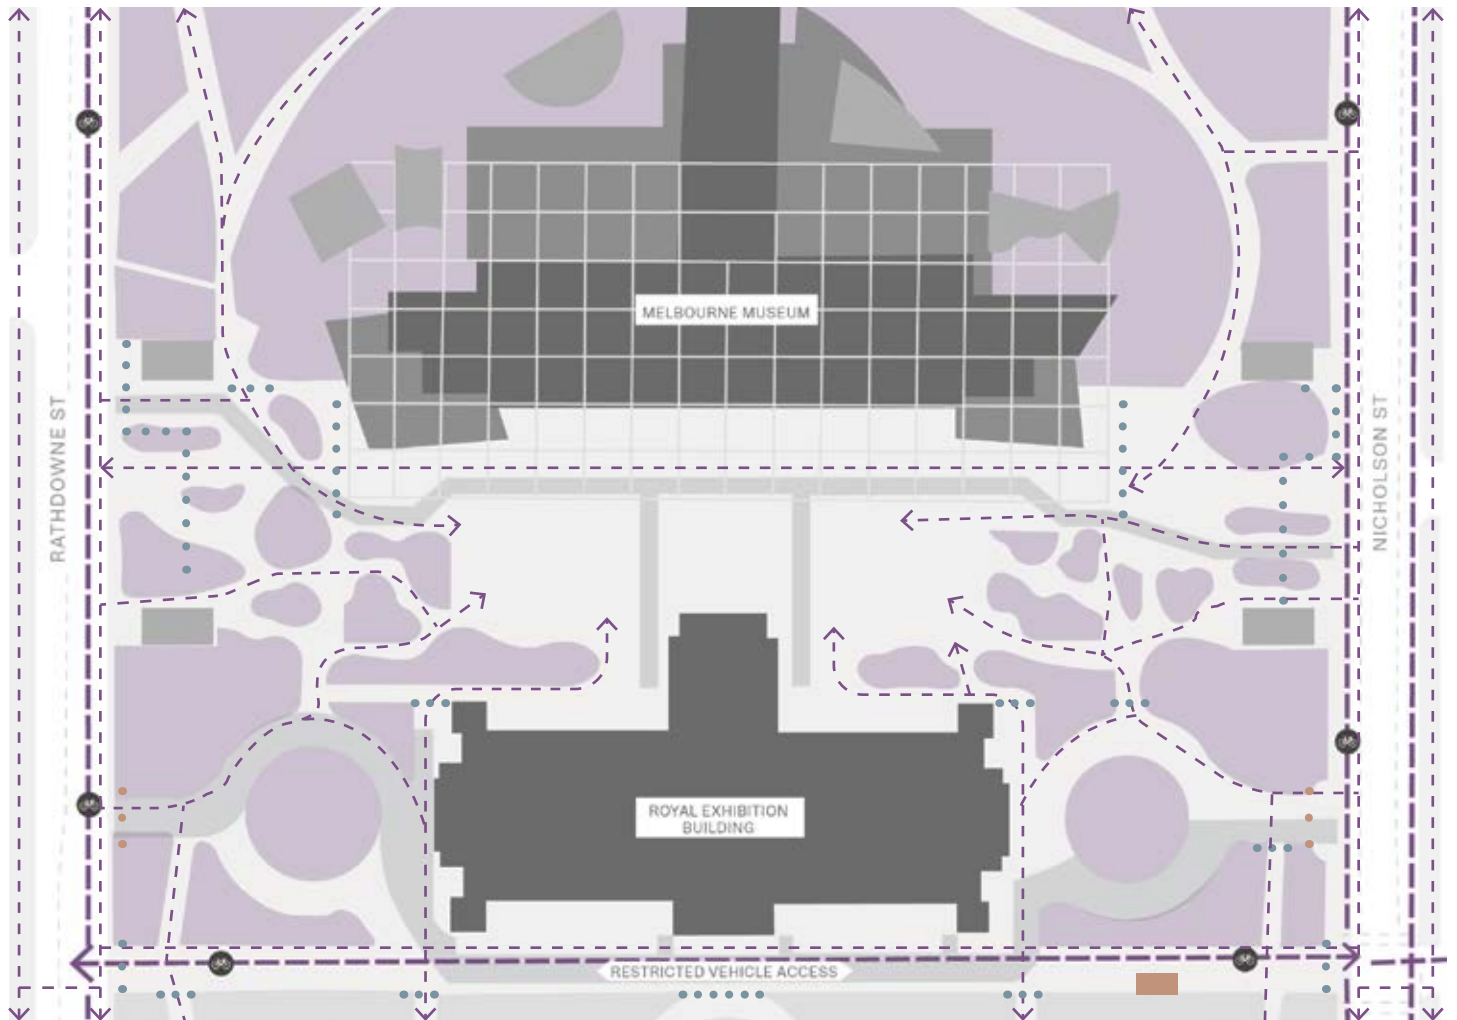 MELBOURNE MUSEUM
RATHDOWNE ST
NICHOLSON ST
ROYAL EXHIBITION
BUILDING
RESTRICTED VEHICLE ACCESS